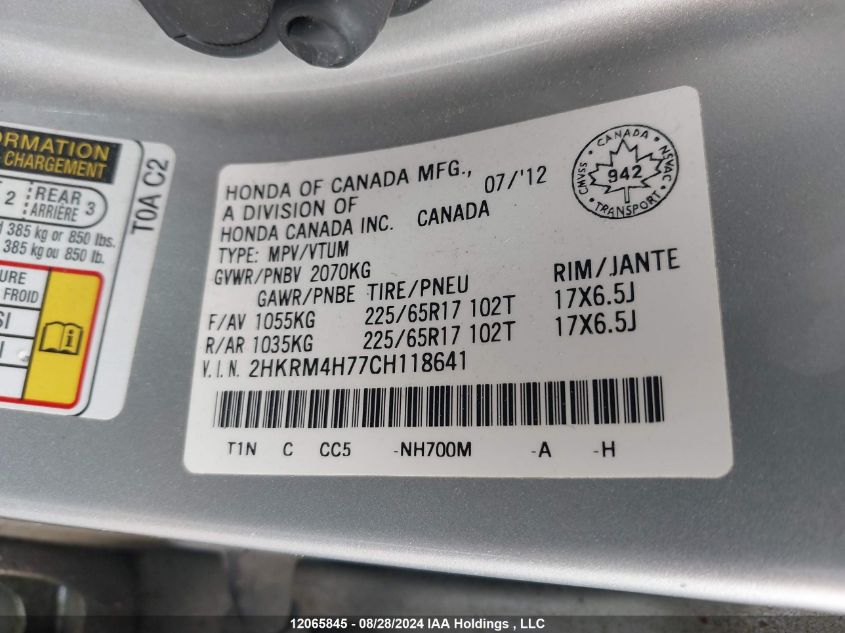 ORMATION
CHARGEMENT
2 REAR 3
ARRIÈRE
385 kg or 850 lbs.
385 kg ou 850 lb.
URE
FROID
SI
T0A C2
HONDA OF CANADA MFG., 07/'12
A DIVISION OF
HONDA CANADA INC. CANADA
TYPE: MPV/VTUM
GVWR/PNBV 2070KG
GAWR/PNBE TIRE/PNEU RIM/JANTE
F/AV 1055KG 225/65R17 102T 17X6.5J
R/AR 1035KG 225/65R17 102T 17X6.5J
V.I.N. 2HKRM4H77CH118641
T1N C CC5 -NH700M -A -H
CANADA
CMVSS 942 NSVAC
TRANSPORT
12065845 - 08/28/2024 IAA Holdings , LLC